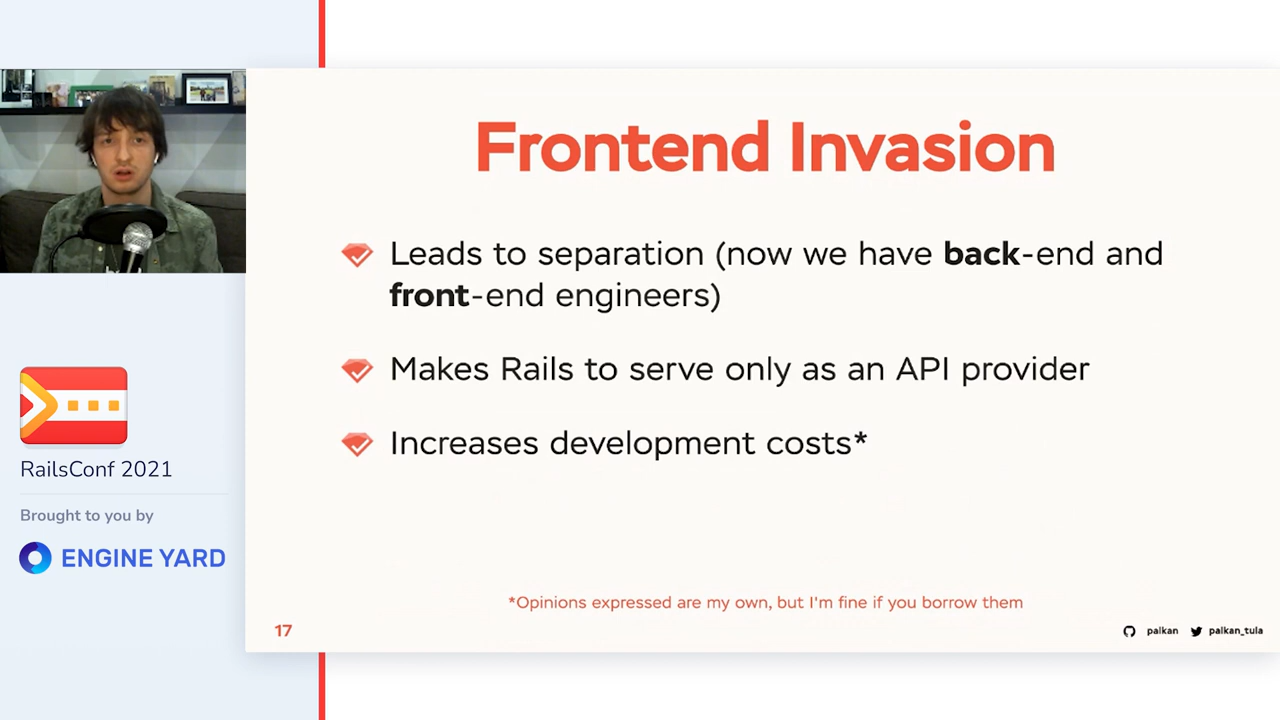 Frontend Invasion
Leads to separation (now we have back-end and
front-end engineers)
Makes Rails to serve only as an API provider
Increases development costs*
*Opinions expressed are my own, but I'm fine if you borrow them
17
palkan
palkan_tula
RailsConf 2021
Brought to you by
ENGINE YARD